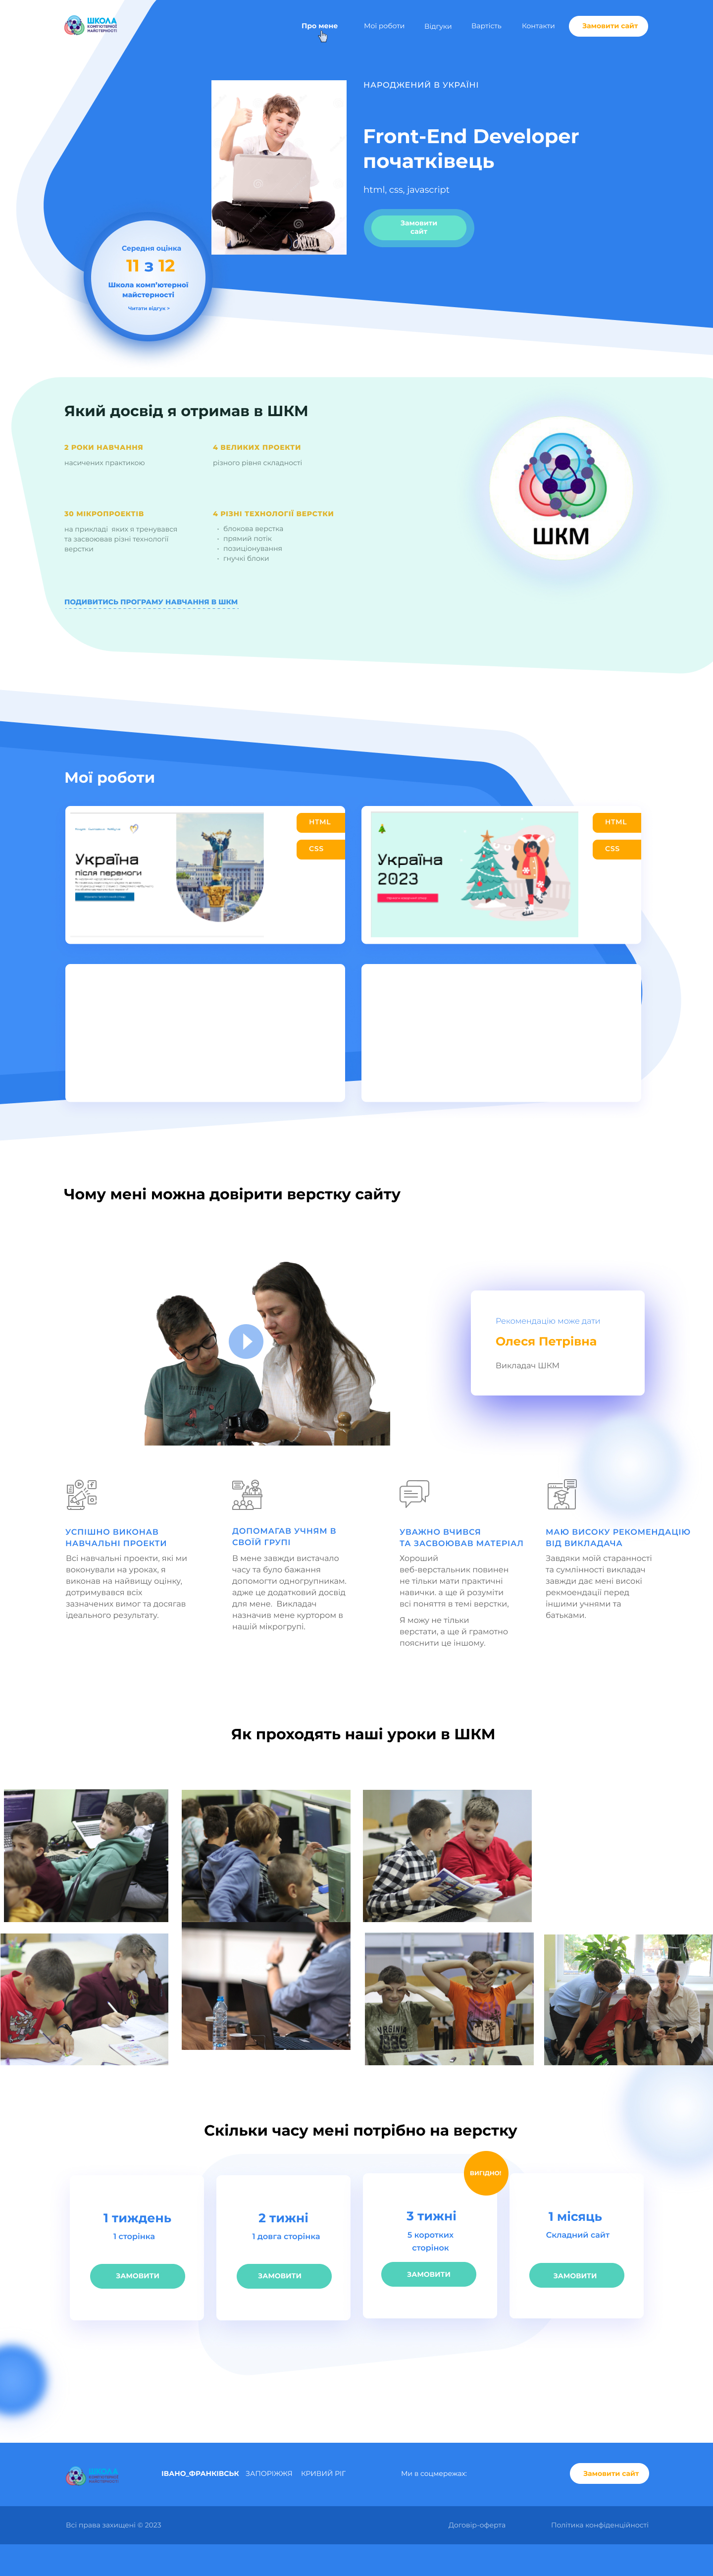 ШКОЛА
КОМП'ЮТЕРНОЇ
МАЙСТЕРНОСТІ
Про мене
Мої роботи
Відгуки
Вартість
Контакти
Замовити сайт
НАРОДЖЕНИЙ В УКРАЇНІ
Front-End Developer
початківець
html, css, javascript
Замовити
сайт
Середня оцінка
11 з 12
Школа комп’ютерної
майстерності
Читати відгук >
Який досвід я отримав в ШКМ
2 РОКИ НАВЧАННЯ
насичених практикою
4 ВЕЛИКИХ ПРОЕКТИ
різного рівня складності
30 МІКРОПРОЕКТІВ
на прикладі яких я тренувався
та засвоював різні технології
верстки
4 РІЗНІ ТЕХНОЛОГІЇ ВЕРСТКИ
- блокова верстка
- прямий потік
- позиціонування
- гнучкі блоки
ШКМ
ПОДИВИТИСЬ ПРОГРАМУ НАВЧАННЯ В ШКМ
Мої роботи
Україна
після перемоги
HTML
CSS
Україна
2023
HTML
CSS
Чому мені можна довірити верстку сайту
Рекомендацію може дати
Олеся Петрівна
Викладач ШКМ
УСПІШНО ВИКОНАВ
НАВЧАЛЬНІ ПРОЕКТИ
Всі навчальні проекти, які ми
воконували на уроках, я
виконав на найвищу оцінку,
дотримувався всіх
зазначених вимог та досягав
ідеального результату.
ДОПОМАГАВ УЧНЯМ В
СВОЇЙ ГРУПІ
В мене завжди вистачало
часу та було бажання
допомогти одногрупникам.
адже це додатковий досвід
для мене. Викладач
назначив мене куртором в
нашій мікрогрупі.
УВАЖНО ВЧИВСЯ
ТА ЗАСВОЮВАВ МАТЕРІАЛ
Хороший
веб-верстальник повинен
не тільки мати практичні
навички. а ще й розуміти
всі поняття в темі верстки,
Я можу не тільки
верстати, а ще й грамотно
пояснити це іншому.
МАЮ ВИСОКУ РЕКОМЕНДАЦІЮ
ВІД ВИКЛАДАЧА
Завдяки моїй старанності
та сумлінності викладач
завжди дає мені високі
рекмоендації перед
іншими учнями та
батьками.
Як проходять наші уроки в ШКМ
VIRGINIA
1986
Скільки часу мені потрібно на верстку
1 тиждень
1 сторінка
ЗАМОВИТИ
2 тижні
1 довга сторінка
ЗАМОВИТИ
ВИГІДНО!
3 тижні
5 коротких
сторінок
ЗАМОВИТИ
1 місяць
Складний сайт
ЗАМОВИТИ
ШКОЛА
КОМП'ЮТЕРНОЇ
МАЙСТЕРНОСТІ
ІВАНО_ФРАНКІВСЬК
ЗАПОРІЖЖЯ
КРИВИЙ РІГ
Ми в соцмережах:
Замовити сайт
Всі права захищені © 2023
Договір-оферта
Політика конфіденційності